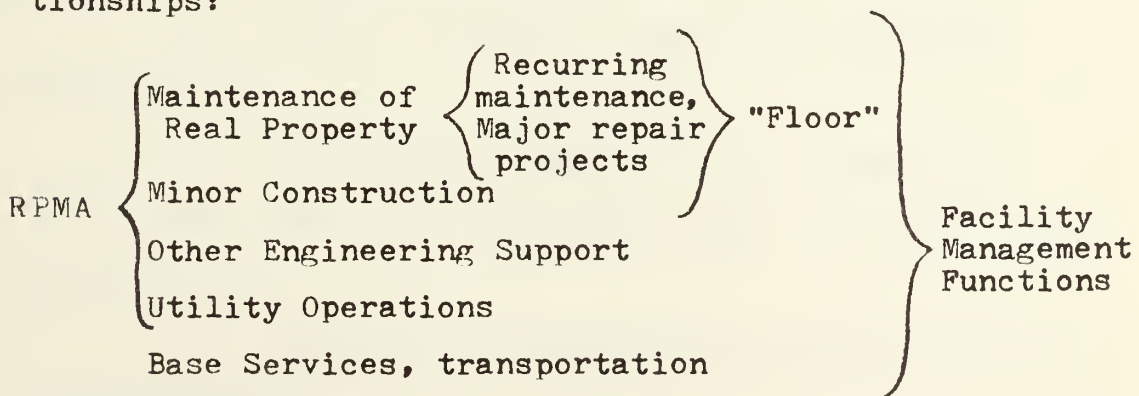 tionships:
Recurring
Maintenance of maintenance,
Real Property Major repair "Floor"
projects
Minor Construction
RPMA
Facility
Other Engineering Support Management
Functions
Utility Operations
Base Services, transportation